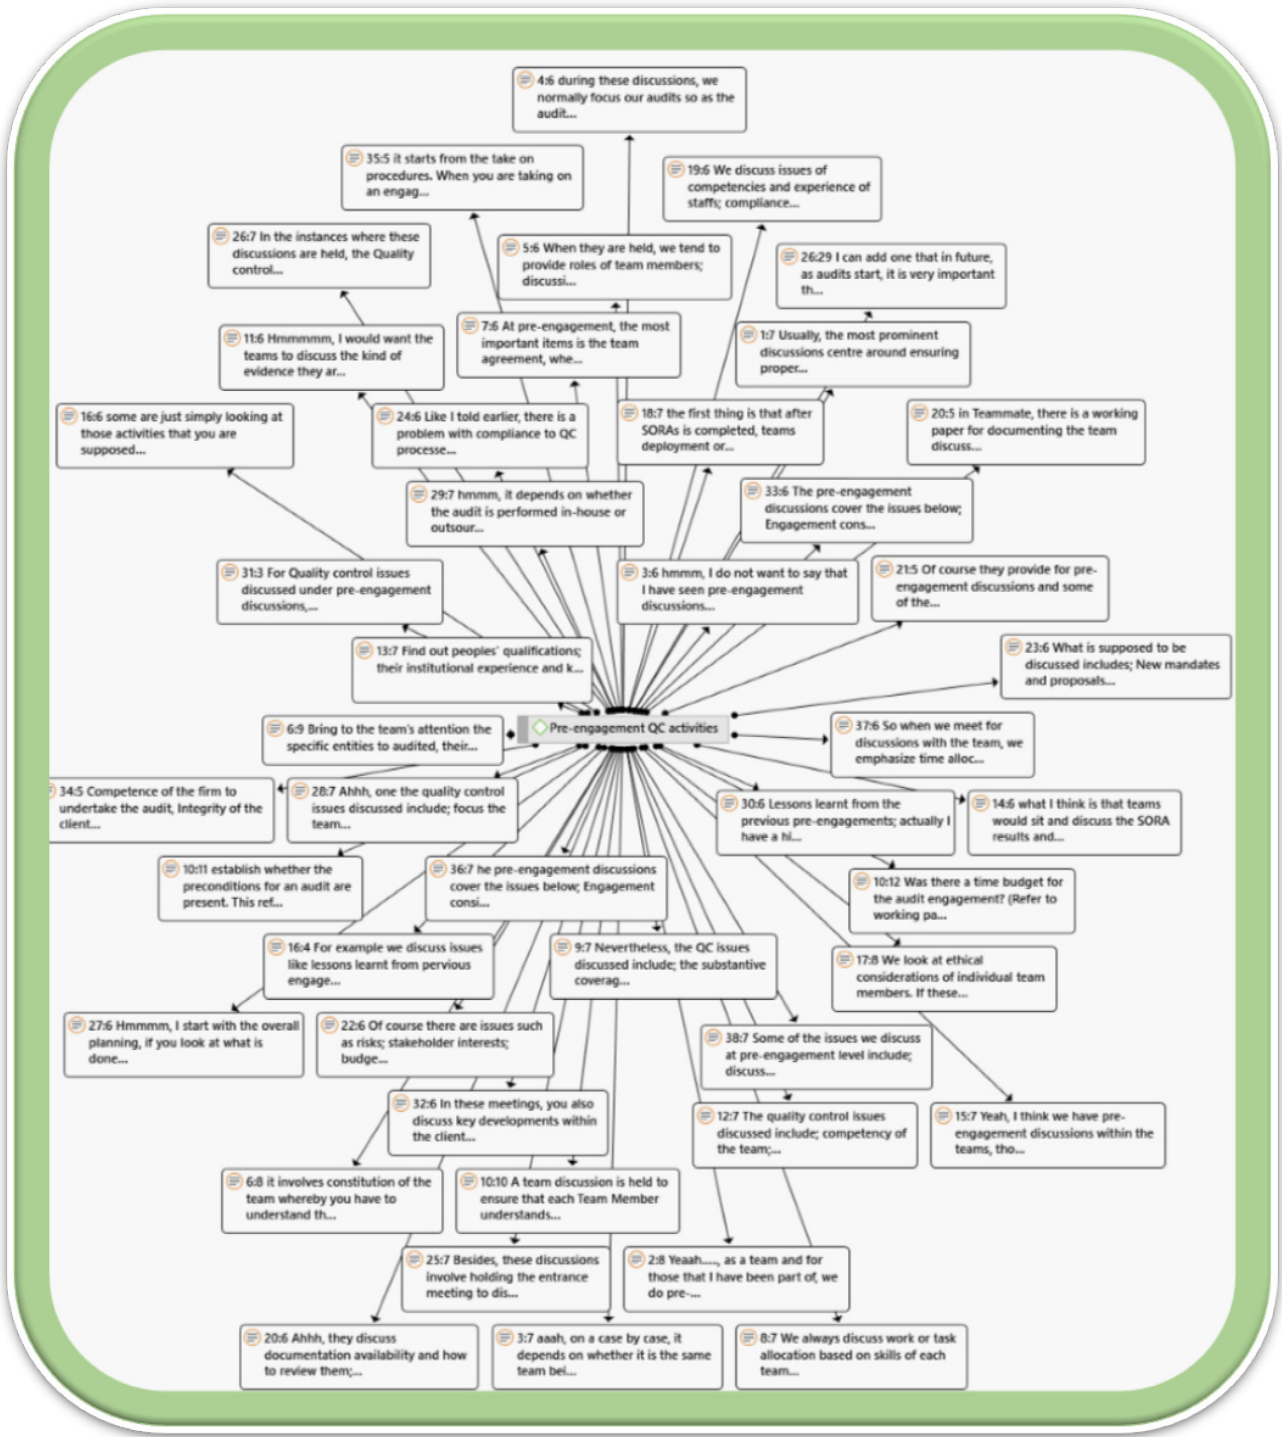 4:6 during these discussions, we
normally focus our audits so as the
audit...
35:5 it starts from the take on
procedures. When you are taking on
an engag...
19:6 We discuss issues of
competencies and experience of
staffs; compliance...
26:7 In the instances where these
discussions are held, the Quality
control...
5:6 When they are held, we tend to
provide roles of team members;
discussi...
26:29 I can add one that in future,
as audits start, it is very important
th...
11:6 Hmmmmm, I would want the
teams to discuss the kind of
evidence they ar...
7:6 At pre-engagement, the most
important items is the team
agreement, whe...
1:7 Usually, the most prominent
discussions centre around ensuring
proper...
16:6 some are just simply looking at
those activities that you are
supposed...
24:6 Like I told earlier, there is a
problem with compliance to QC
processe...
18:7 the first thing is that after
SORAs is completed, teams
deployment or...
20:5 in Teammate, there is a working
paper for documenting the team
discuss...
29:7 hmmm, it depends on whether
the audit is performed in-house or
outsour...
33:6 The pre-engagement
discussions cover the issues below;
Engagement cons...
31:3 For Quality control issues
discussed under pre-engagement
discussions,...
3:6 hmmm, I do not want to say that
I have seen pre-engagement
discussions...
21:5 Of course they provide for pre-
engagement discussions and some
of the...
13:7 Find out peoples' qualifications;
their institutional experience and k...
23:6 What is supposed to be
discussed includes; New mandates
and proposals...
6:9 Bring to the team's attention the
specific entities to audited, their...
Pre-engagement QC activities
37:6 So when we meet for
discussions with the team, we
emphasize time alloc...
34:5 Competence of the firm to
undertake the audit, Integrity of the
client...
28:7 Ahhh, one the quality control
issues discussed include; focus the
team...
30:6 Lessons learnt from the
previous pre-engagements; actually I
have a hi...
14:6 what I think is that teams
would sit and discuss the SORA
results and...
10:11 establish whether the
preconditions for an audit are
present. This ref...
36:7 he pre-engagement discussions
cover the issues below; Engagement
consi...
10:12 Was there a time budget for
the audit engagement? (Refer to
working pa...
16:4 For example we discuss issues
like lessons learnt from pervious
engage...
9:7 Nevertheless, the QC issues
discussed include; the substantive
coverag...
17:8 We look at ethical
considerations of individual team
members. If these...
27:6 Hmmmm, I start with the overall
planning, if you look at what is
done...
22:6 Of course there are issues such
as risks; stakeholder interests;
budge...
38:7 Some of the issues we discuss
at pre-engagement level include;
discuss...
32:6 In these meetings, you also
discuss key developments within
the client...
12:7 The quality control issues
discussed include; competency of
the team;...
15:7 Yeah, I think we have pre-
engagement discussions within the
teams, tho...
6:8 it involves constitution of the
team whereby you have to
understand th...
10:10 A team discussion is held to
ensure that each Team Member
understands...
25:7 Besides, these discussions
involve holding the entrance
meeting to dis...
2:8 Yeaah....., as a team and for
those that I have been part of, we
do pre-...
20:6 Ahhh, they discuss
documentation availability and how
to review them;...
3:7 aaah, on a case by case, it
depends on whether it is the same
team bei...
8:7 We always discuss work or task
allocation based on skills of each
team...